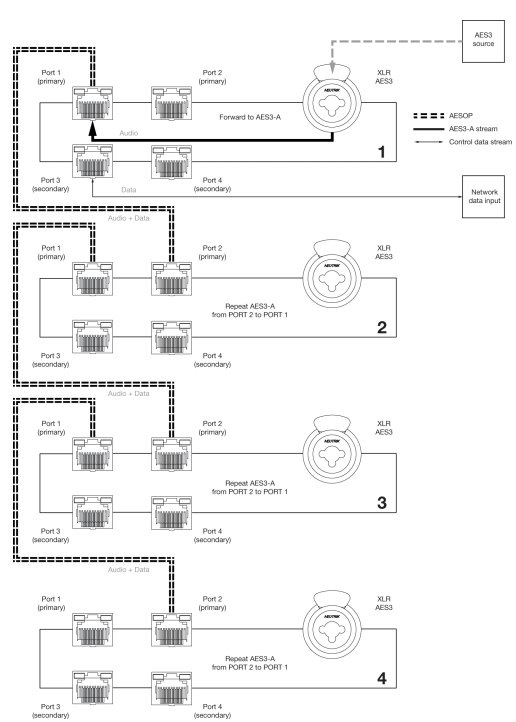 AES3
source
Port 1
(primary)
Port 2
(primary)
XLR
AES3
NEUTRIK
Forward to AES3-A
Audio
1
AESOP
AES3-A stream
Control data stream
Port 3
(secondary)
Port 4
(secondary)
Data
Network
data input
Audio + Data
Port 1
(primary)
Port 2
(primary)
XLR
AES3
NEUTRIK
Repeat AES3-A
from PORT 2 to PORT 1
2
Port 3
(secondary)
Port 4
(secondary)
Audio + Data
Port 1
(primary)
Port 2
(primary)
XLR
AES3
NEUTRIK
Repeat AES3-A
from PORT 2 to PORT 1
3
Port 3
(secondary)
Port 4
(secondary)
Audio + Data
Port 1
(primary)
Port 2
(primary)
XLR
AES3
NEUTRIK
Repeat AES3-A
from PORT 2 to PORT 1
4
Port 3
(secondary)
Port 4
(secondary)